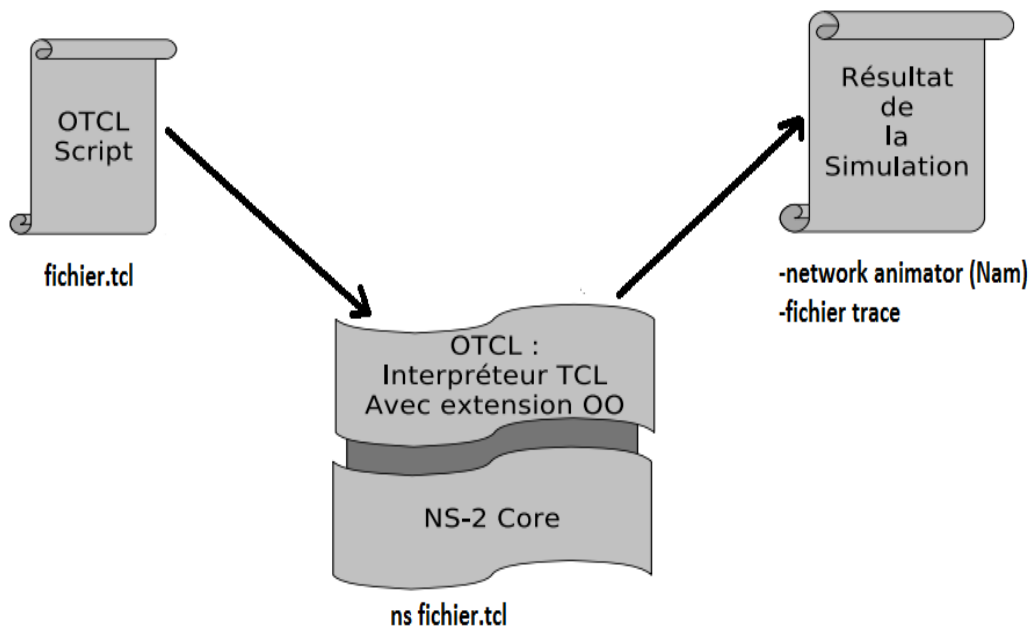 OTCL
Script
fichier.tcl
OTCL :
Interpréteur TCL
Avec extension OO
NS-2 Core
ns fichier.tcl
Résultat
de
la
Simulation
-network animator (Nam)
-fichier trace